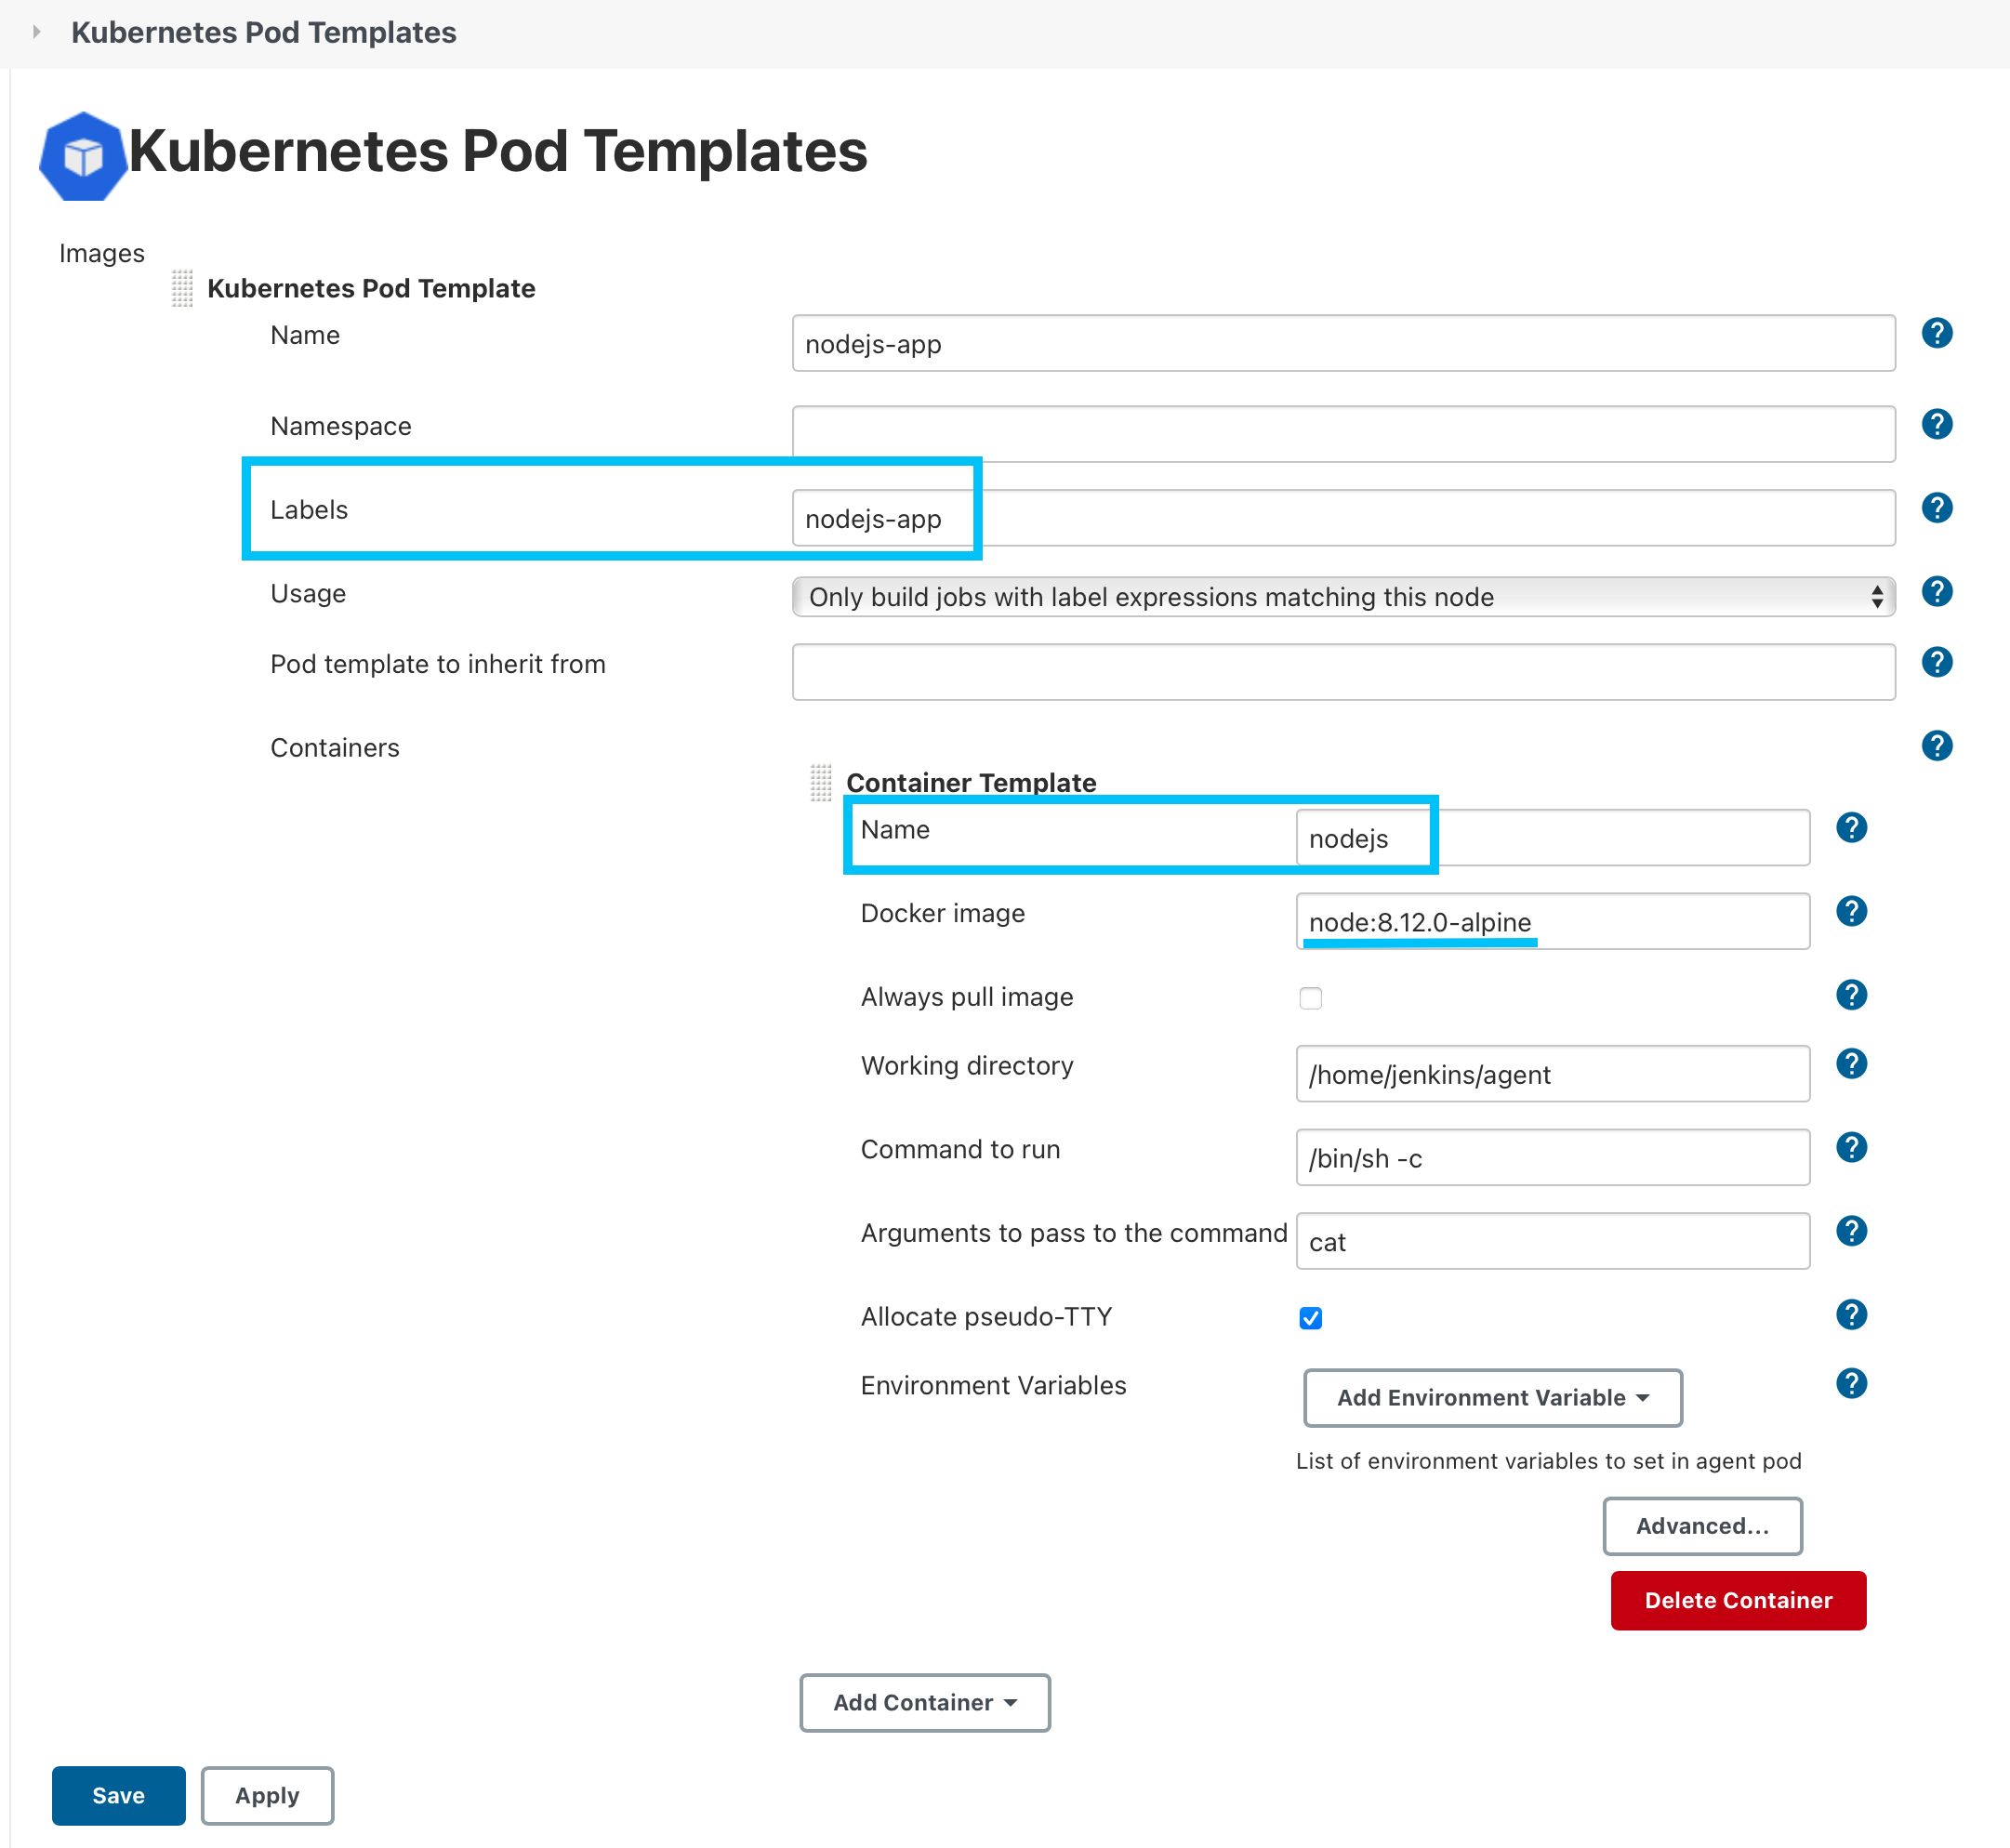 Kubernetes Pod Templates
Kubernetes Pod Templates
Images
Kubernetes Pod Template
Name
nodejs-app
?
Namespace
?
Labels
nodejs-app
?
Usage
Only build jobs with label expressions matching this node
?
Pod template to inherit from
?
Containers
?
Container Template
Name
nodejs
?
Docker image
node:8.12.0-alpine
?
Always pull image
?
Working directory
/home/jenkins/agent
?
Command to run
/bin/sh -c
?
Arguments to pass to the command
cat
?
Allocate pseudo-TTY
?
Environment Variables
Add Environment Variable
?
List of environment variables to set in agent pod
Advanced...
Delete Container
Add Container
Save
Apply